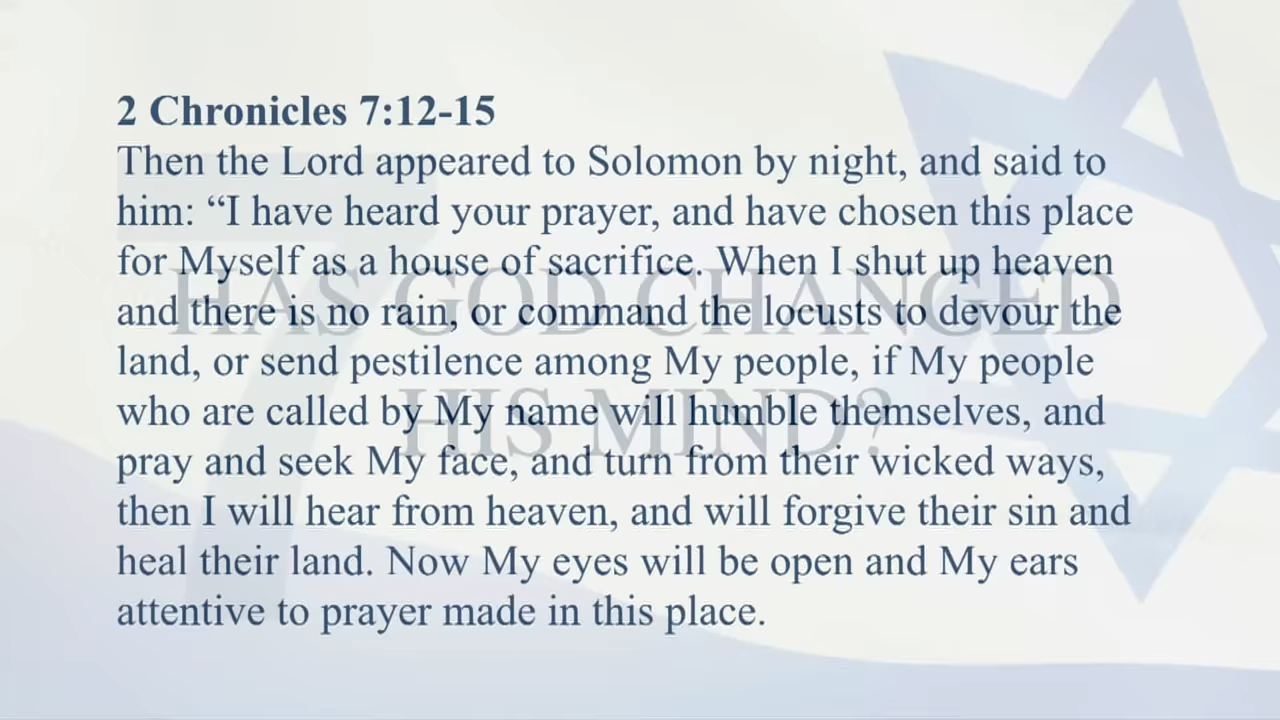 2 Chronicles 7:12-15
Then the Lord appeared to Solomon by night, and said to
him: “I have heard your prayer, and have chosen this place
for Myself as a house of sacrifice. When I shut up heaven
and there is no rain, or command the locusts to devour the
land, or send pestilence among My people, if My people
who are called by My name will humble themselves, and
pray and seek My face, and turn from their wicked ways,
then I will hear from heaven, and will forgive their sin and
heal their land. Now My eyes will be open and My ears
attentive to prayer made in this place.
7
HAS GOD CHANGED
HIS MIND?